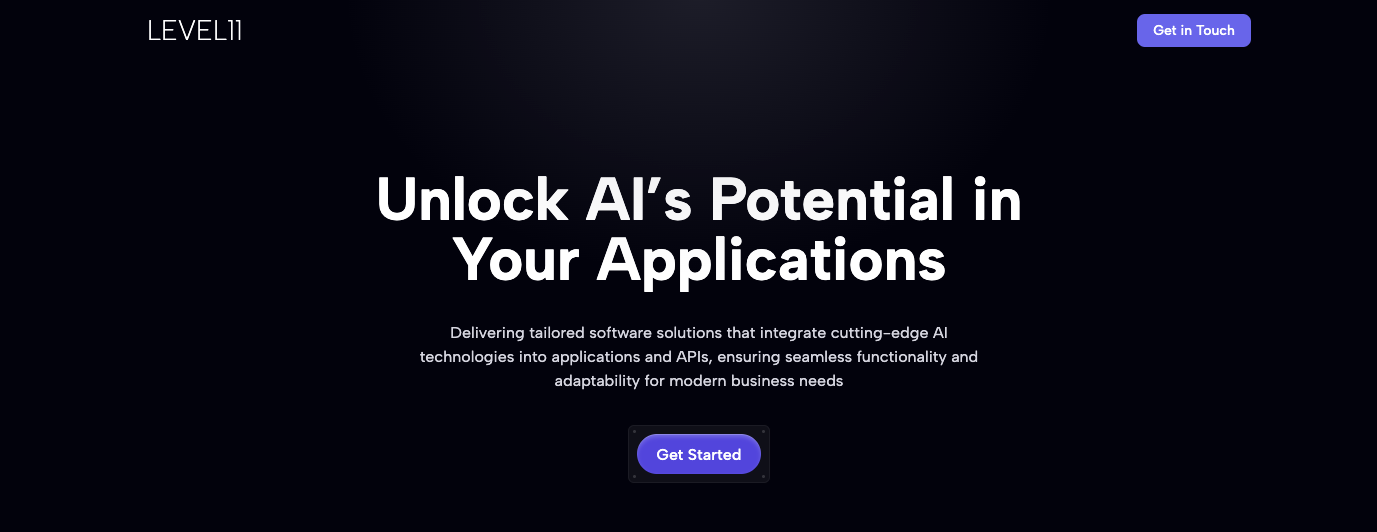 LEVEL11
Get in Touch
Unlock AI’s Potential in
Your Applications
Delivering tailored software solutions that integrate cutting-edge AI
technologies into applications and APIs, ensuring seamless functionality and
adaptability for modern business needs
Get Started